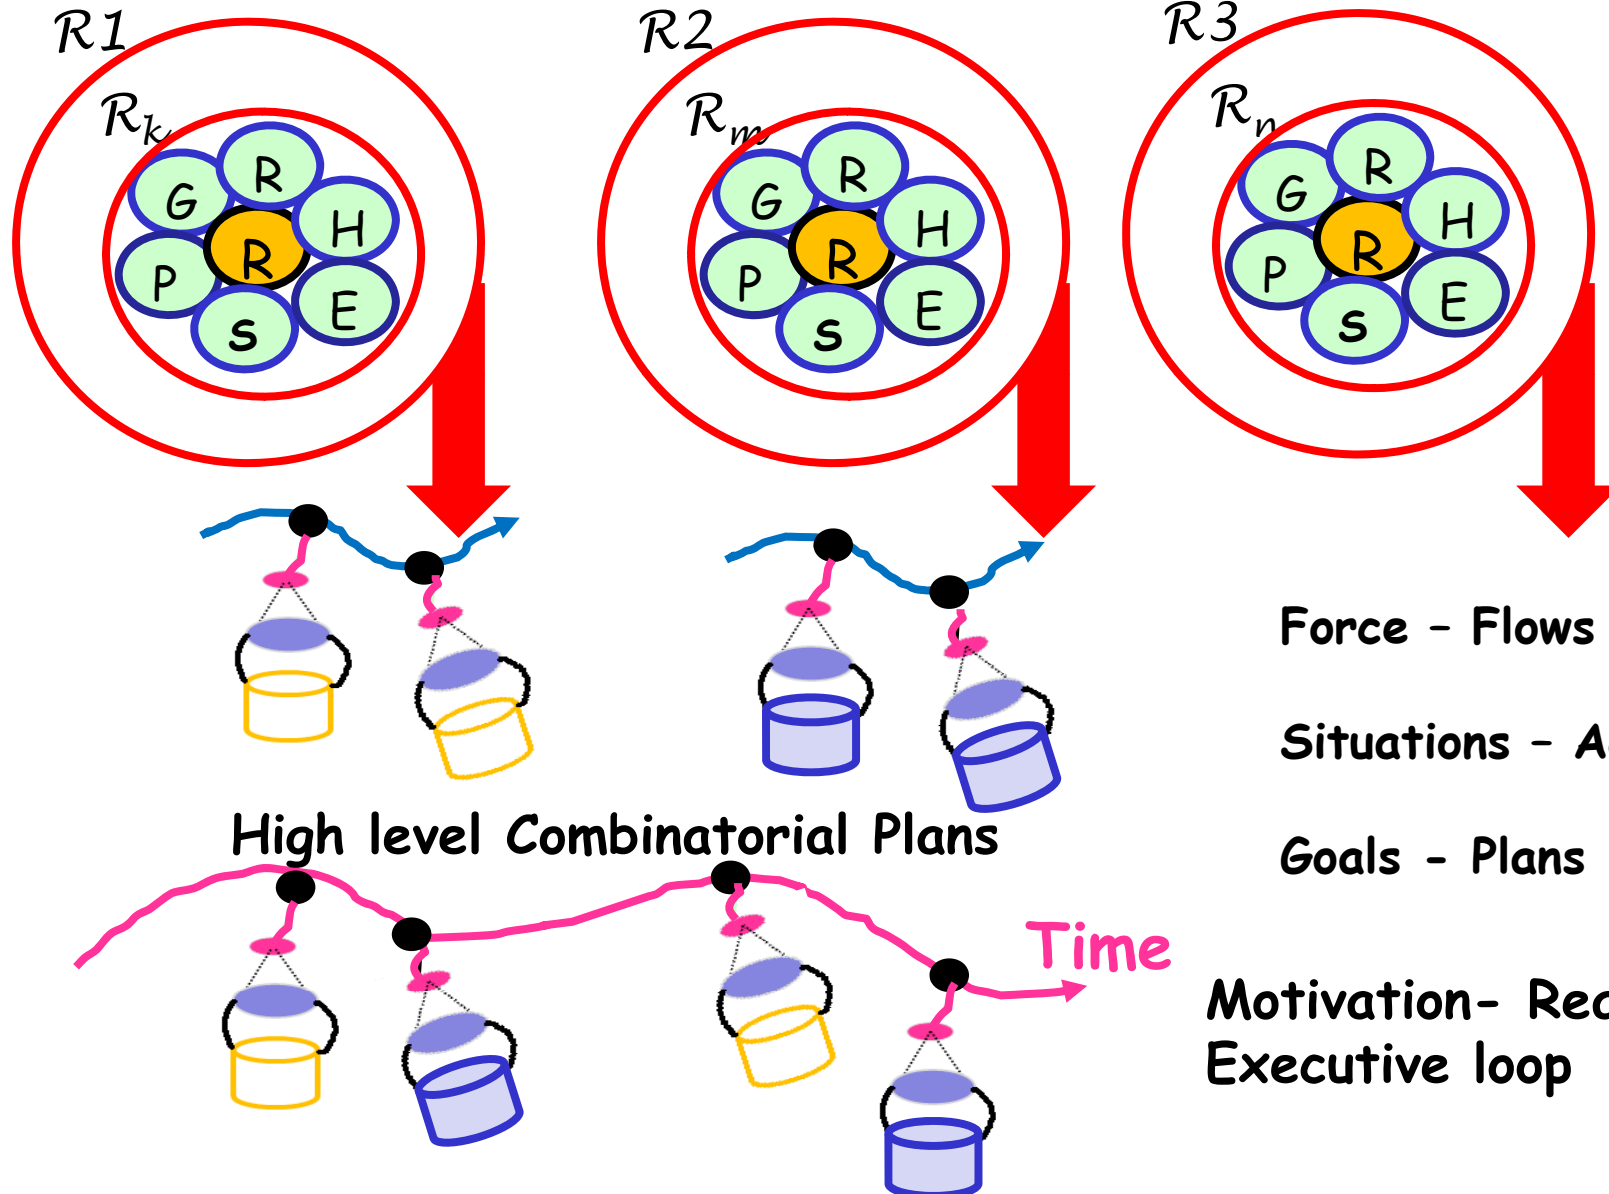 R1
R2
R3
Rk
Rm
Rn
G R H
P R E
S
G R H
P R E
S
G R H
P R E
S
Force – Flows
Situations –
Goals - Plans
High level Combinatorial Plans
Time
Motivation-
Executive loop